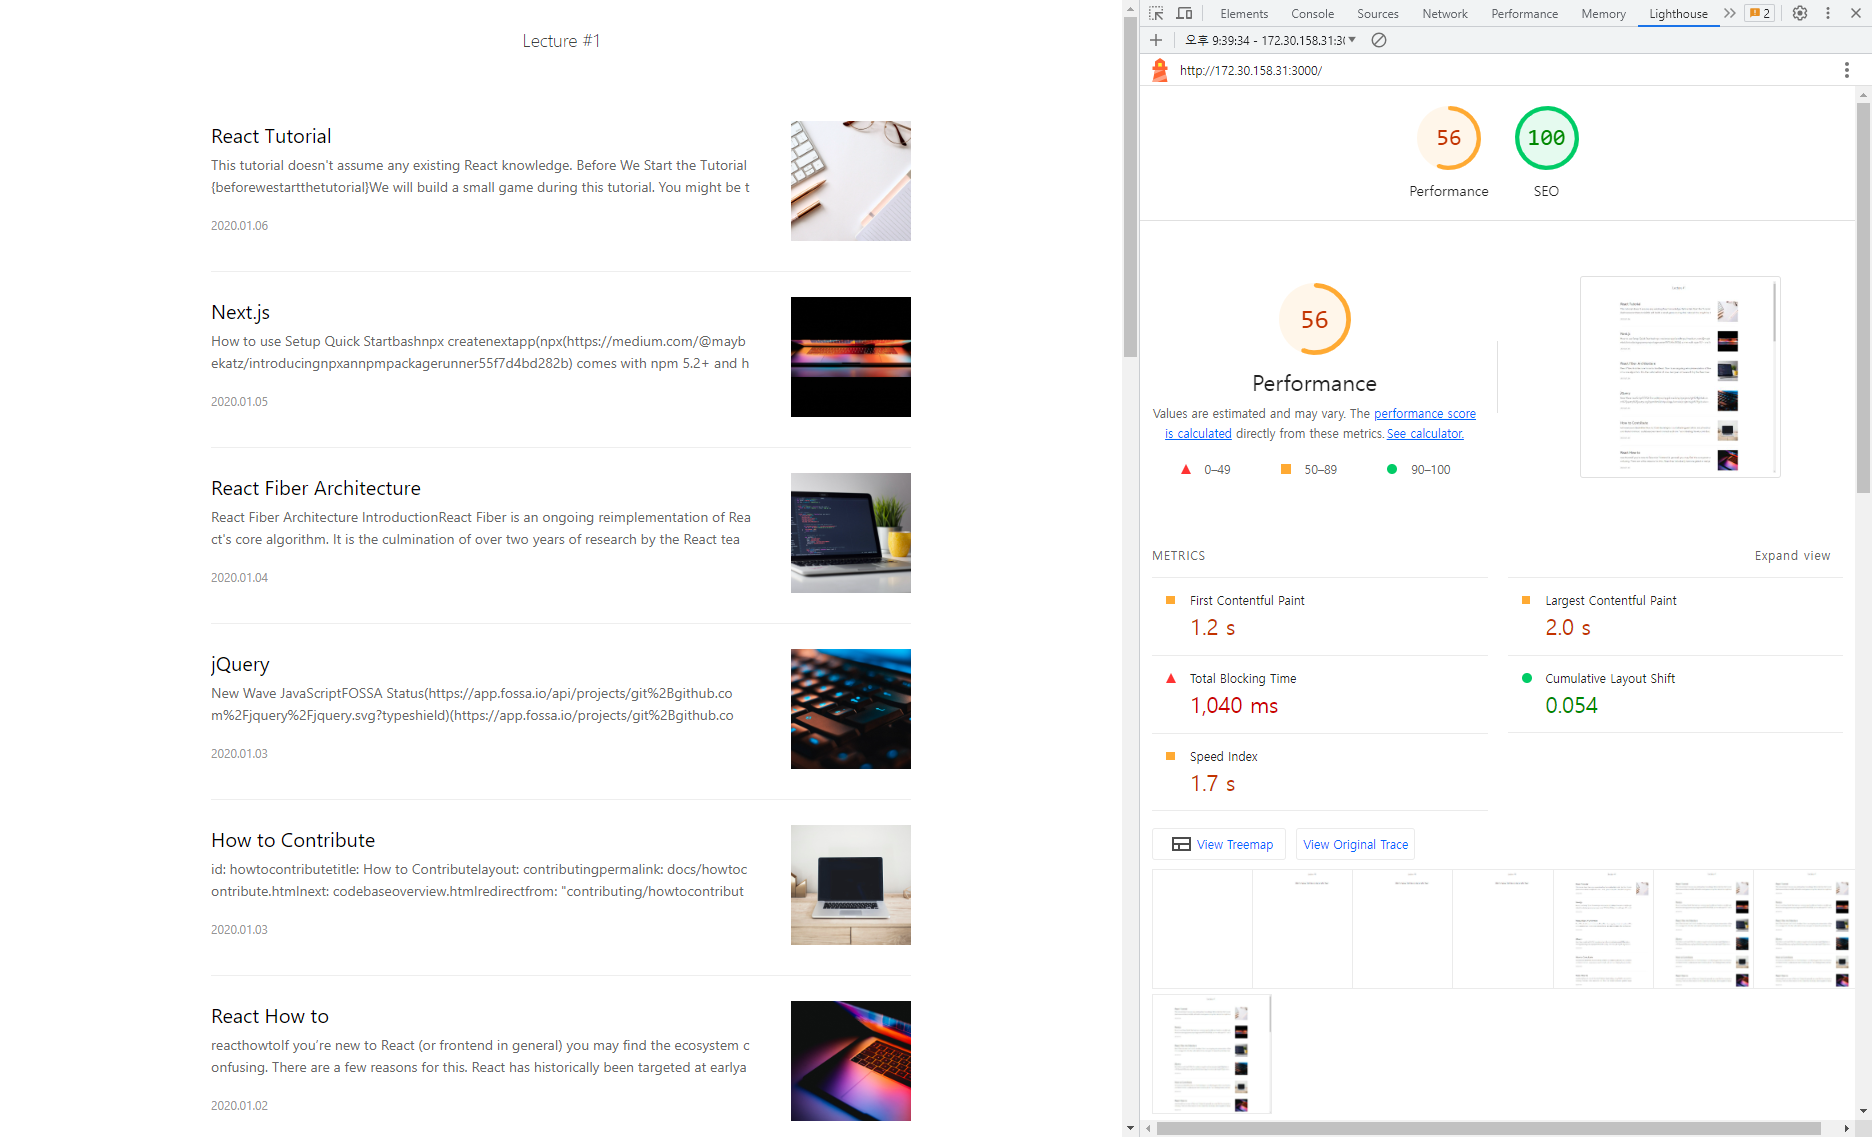 Lecture #1
React Tutorial
This tutorial doesn't assume any existing React knowledge. Before We Start the Tutorial
{beforewestartthetutorial}We will build a small game during this tutorial. You might be t
2020.01.06
Next.js
How to use Setup Quick Startbashnpx createnextapp(npx(https://medium.com/@mayb
ekatz/introducingnpxannpmpackagerunner55f7d4bd282b) comes with npm 5.2+ and h
2020.01.05
React Fiber Architecture
React Fiber Architecture IntroductionReact Fiber is an ongoing reimplementation of Rea
ct's core algorithm. It is the culmination of over two years of research by the React tea
2020.01.04
jQuery
New Wave JavaScriptFOSSA Status(https://app.fossa.io/api/projects/git%2Bgithub.co
m%2Fjquery%2Fjquery.svg?typeshield)(https://app.fossa.io/projects/git%2Bgithub.co
2020.01.03
How to Contribute
id: howtocontributetitle: How to Contributelayout: contributingpermalink: docs/howtoc
ontribute.htmlnext: codebaseoverview.htmlredirectfrom: "contributing/howtocontribut
2020.01.03
React How to
reacthowtoIf you're new to React (or frontend in general) you may find the ecosystem c
onfusing. There are a few reasons for this. React has historically been targeted at earlya
2020.01.02
Elements Console Sources Network Performance Memory Lighthouse 2
오후 9:39:34 - 172.30.158.31:3(
http://172.30.158.31:3000/
56 100
Performance SEO
56
Performance
Values are estimated and may vary. The performance score
is calculated directly from these metrics. See calculator.
0–49 50–89 90–100
METRICS Expand view
First Contentful Paint
1.2 s
Largest Contentful Paint
2.0 s
Total Blocking Time
1,040 ms
Cumulative Layout Shift
0.054
Speed Index
1.7 s
View Treemap View Original Trace